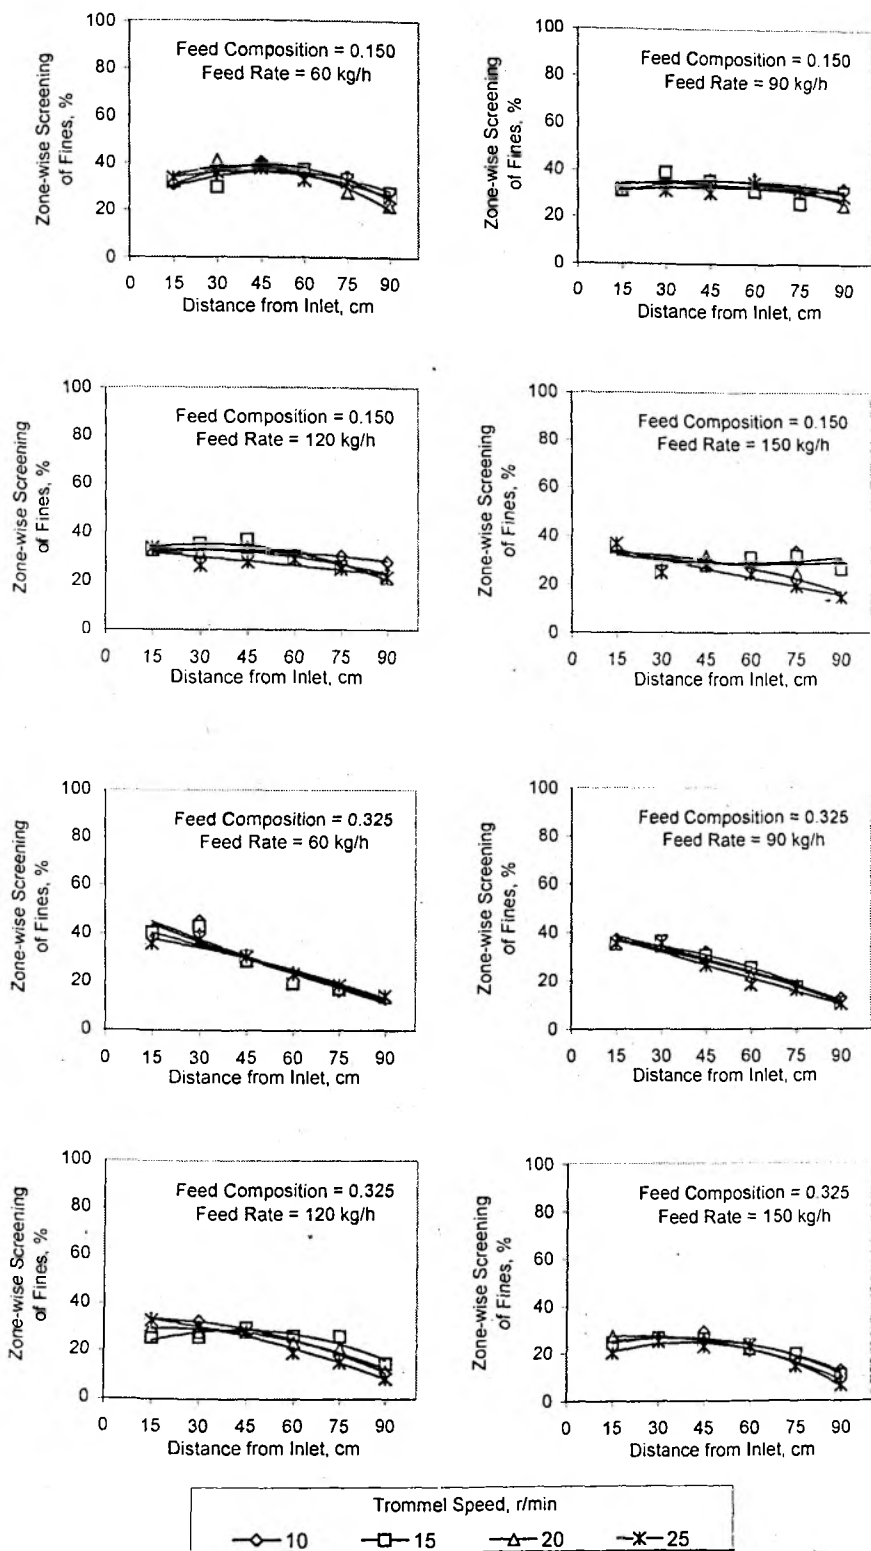 Zone-wise Screening
of Fines, %
100
80
60
40
20
0
Feed Composition = 0.150
Feed Rate = 60 kg/h
0 15 30 45 60 75 90
Distance from Inlet, cm
Zone-wise Screening
of Fines, %
100
80
60
40
20
0
Feed Composition = 0.150
Feed Rate = 90 kg/h
0 15 30 45 60 75 90
Distance from Inlet, cm
Zone-wise Screening
of Fines, %
100
80
60
40
20
0
Feed Composition = 0.150
Feed Rate = 120 kg/h
0 15 30 45 60 75 90
Distance from Inlet, cm
Zone-wise Screening
of Fines, %
100
80
60
40
20
0
Feed Composition = 0.150
Feed Rate = 150 kg/h
0 15 30 45 60 75 90
Distance from Inlet, cm
Zone-wise Screening
of Fines, %
100
80
60
40
20
0
Feed Composition = 0.325
Feed Rate = 60 kg/h
0 15 30 45 60 75 90
Distance from Inlet, cm
Zone-wise Screening
of Fines, %
100
80
60
40
20
0
Feed Composition = 0.325
Feed Rate = 90 kg/h
0 15 30 45 60 75 90
Distance from Inlet, cm
Zone-wise Screening
of Fines, %
100
80
60
40
20
0
Feed Composition = 0.325
Feed Rate = 120 kg/h
0 15 30 45 60 75 90
Distance from Inlet, cm
Zone-wise Screening
of Fines, %
100
80
60
40
20
0
Feed Composition = 0.325
Feed Rate = 150 kg/h
0 15 30 45 60 75 90
Distance from Inlet, cm
Trommel Speed, r/min
10 15 20 25